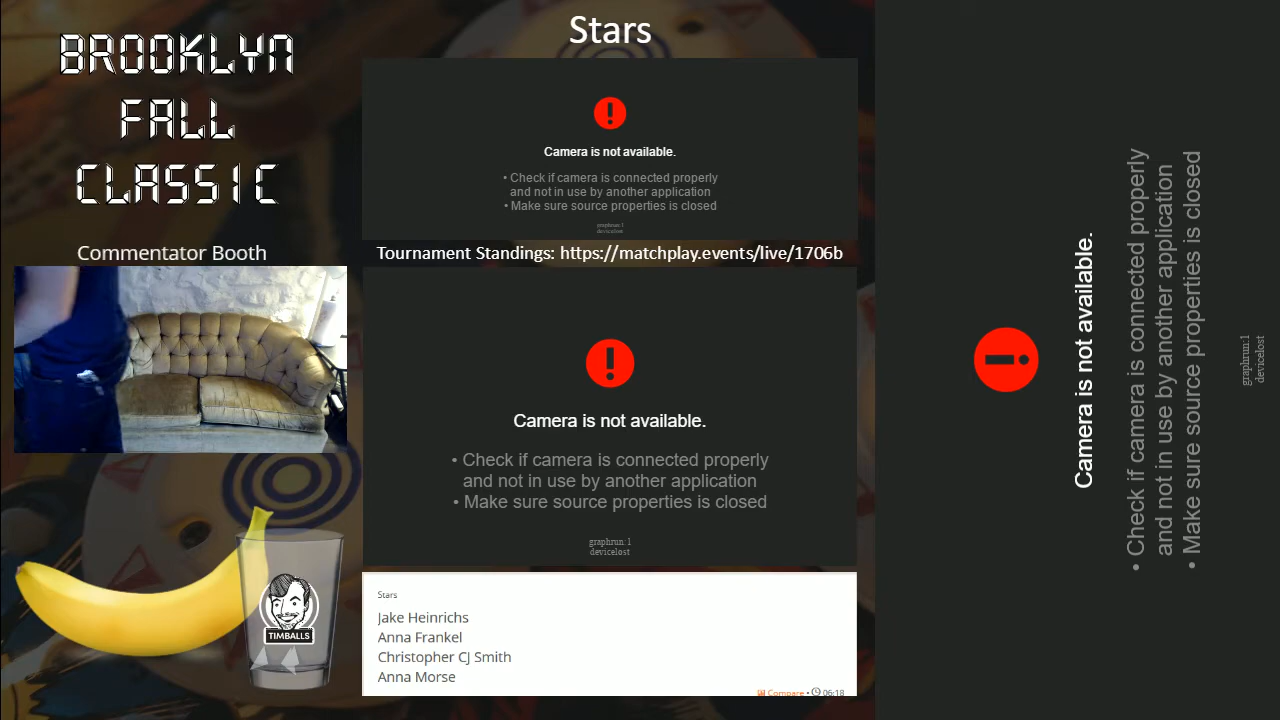 BROOKLYN
FALL
CLASSIC
Commentator Booth
TIMBALLS
Stars
Camera is not available.
• Check if camera is connected properly
and not in use by another application
• Make sure source properties is closed
graphrun:1
devicelost
Tournament Standings: https://matchplay.events/live/1706b
Camera is not available.
• Check if camera is connected properly
and not in use by another application
• Make sure source properties is closed
graphrun:1
devicelost
Stars
Jake Heinrichs
Anna Frankel
Christopher CJ Smith
Anna Morse
Compare • 06:18
Camera is not available.
• Check if camera is connected properly
and not in use by another application
• Make sure source properties is closed
graphrun:1
devicelost